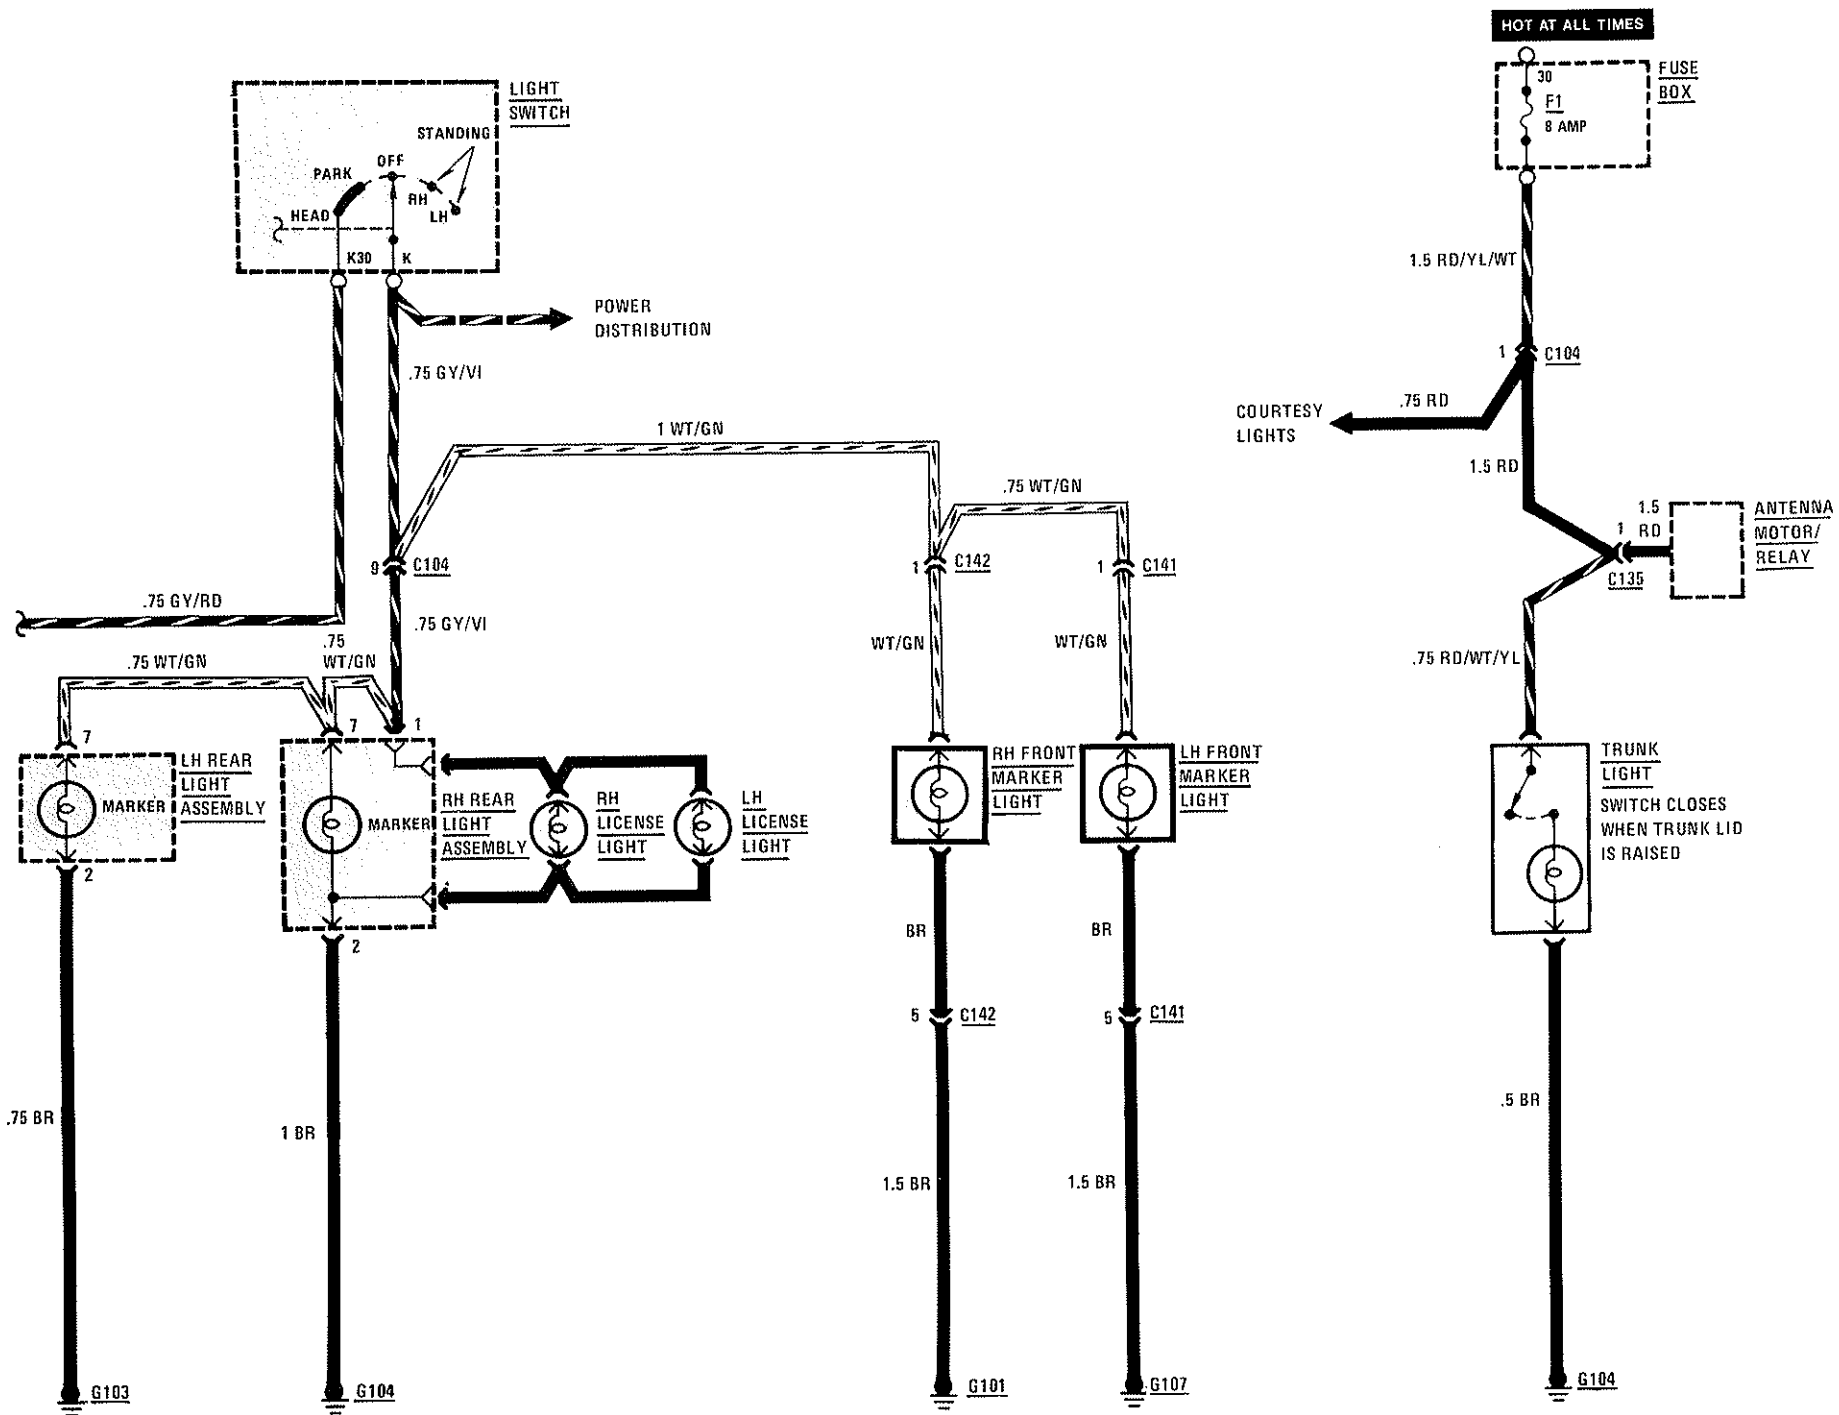 HOT AT ALL TIMES
30
F1
8 AMP
FUSE
BOX
LIGHT
SWITCH
STANDING
OFF
PARK
RH
LH
HEAD
K30
K
POWER
DISTRIBUTION
1.5 RD/YL/WT
1
C104
.75 GY/VI
.75 RD
COURTESY
LIGHTS
1 WT/GN
1.5 RD
.75 WT/GN
1.5
RD
1
C135
ANTENNA
MOTOR/
RELAY
9
C104
1
C142
1
C141
.75 GY/RD
.75 GY/VI
.75
WT/GN
.75 WT/GN
WT/GN
WT/GN
.75 RD/WT/YL
7
7
1
LH REAR
LIGHT
ASSEMBLY
MARKER
MARKER
RH REAR
LIGHT
ASSEMBLY
RH
LICENSE
LIGHT
LH
LICENSE
LIGHT
RH FRONT
MARKER
LIGHT
LH FRONT
MARKER
LIGHT
TRUNK
LIGHT
SWITCH CLOSES
WHEN TRUNK LID
IS RAISED
2
2
BR
BR
5
C142
5
C141
.75 BR
1 BR
1.5 BR
1.5 BR
.5 BR
G103
G104
G101
G107
G104